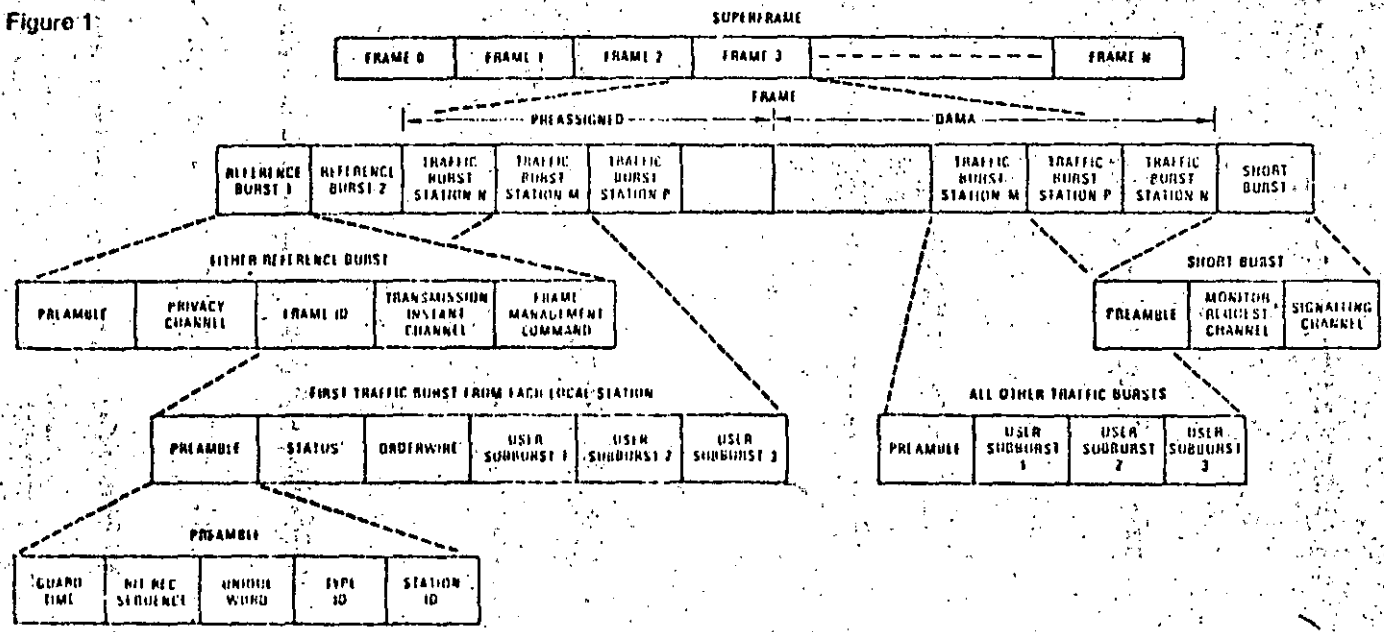 Figure 1
SUPERFRAME
FRAME 0 FRAME 1 FRAME 2 FRAME 3 FRAME N
FRAME
PREASSIGNED DAMA
REFERENCE BURST 1
REFERENCE BURST 2
TRAFFIC BURST STATION N
TRAFFIC BURST STATION M
TRAFFIC BURST STATION P
TRAFFIC BURST STATION M
TRAFFIC BURST STATION P
TRAFFIC BURST STATION N
SHORT BURST
EITHER REFERENCE BURST
PREAMBLE
PRIVACY CHANNEL
FRAME ID
TRANSMISSION INSTANT CHANNEL
FRAME MANAGEMENT COMMAND
SHORT BURST
PREAMBLE
MONITOR REQUEST CHANNEL
SIGNALLING CHANNEL
FIRST TRAFFIC BURST FROM EACH LOCAL STATION
PREAMBLE
STATUS
ORDERWIRE
USER SUBBURST 1
USER SUBBURST 2
USER SUBBURST 3
ALL OTHER TRAFFIC BURSTS
PREAMBLE
USER SUBBURST 1
USER SUBBURST 2
USER SUBBURST 3
PREAMBLE
GUARD TIME
BIT REC SEQUENCE
UNIQUE WORD
TYPE ID
STATION ID